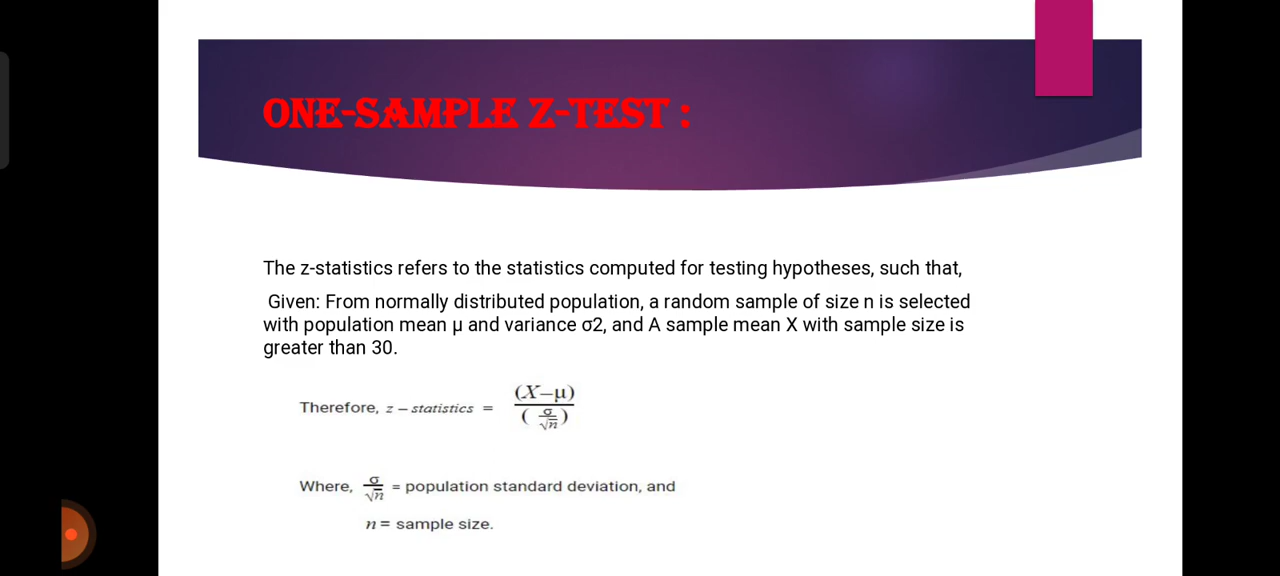 ONE-SAMPLE Z-TEST :
The z-statistics refers to the statistics computed for testing hypotheses, such that,
Given: From normally distributed population, a random sample of size n is selected
with population mean μ and variance σ2, and A sample mean X with sample size is
greater than 30.
Therefore, z – statistics = (X–μ) / ( σ/√n )
Where, σ/√n = population standard deviation, and
n = sample size.